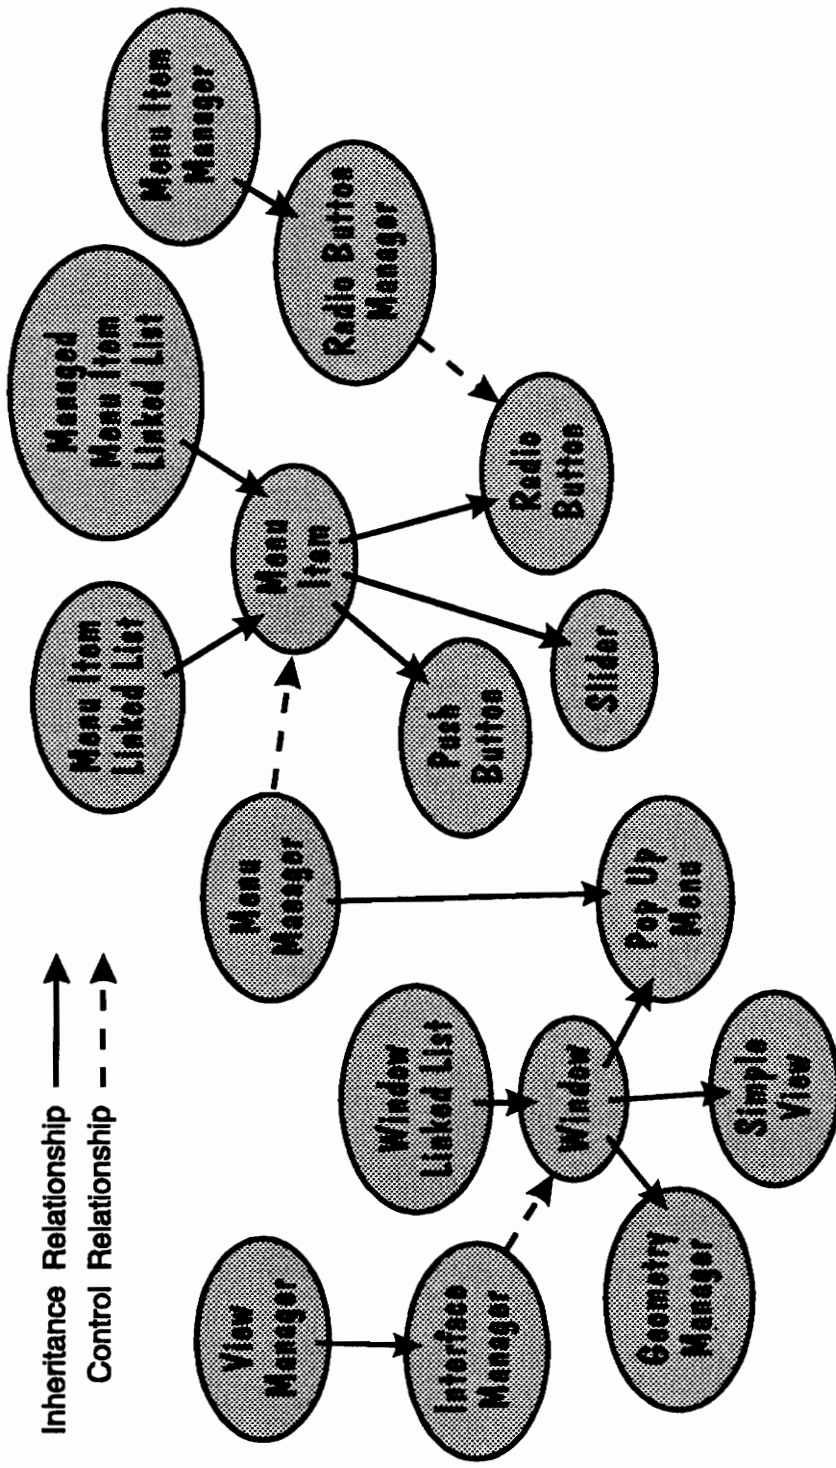 Inheritance Relationship
Control Relationship
View
Manager
Interface
Manager
Window
Linked List
Window
Geometry
Manager
Simple
View
Pop Up
Menu
Menu
Manager
Menu Item
Linked List
Managed
Menu Item
Linked List
Menu
Item
Push
Button
Slider
Radio
Button
Menu Item
Manager
Radio Button
Manager